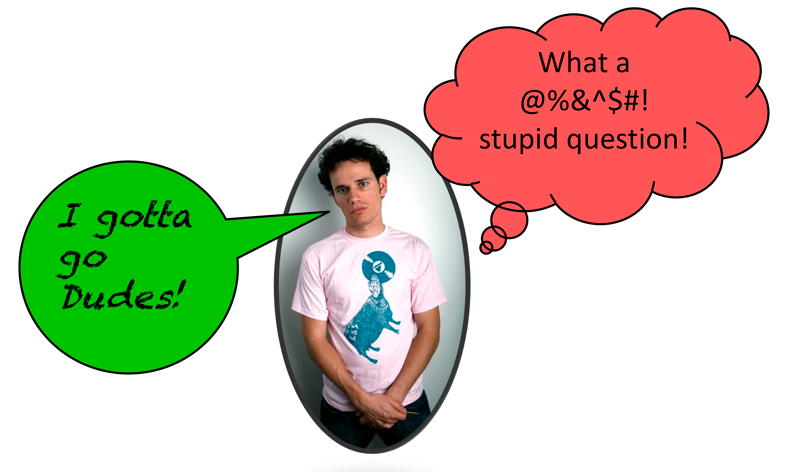 What a
@%&^$#!
stupid question!
I gotta
go
Dudes!